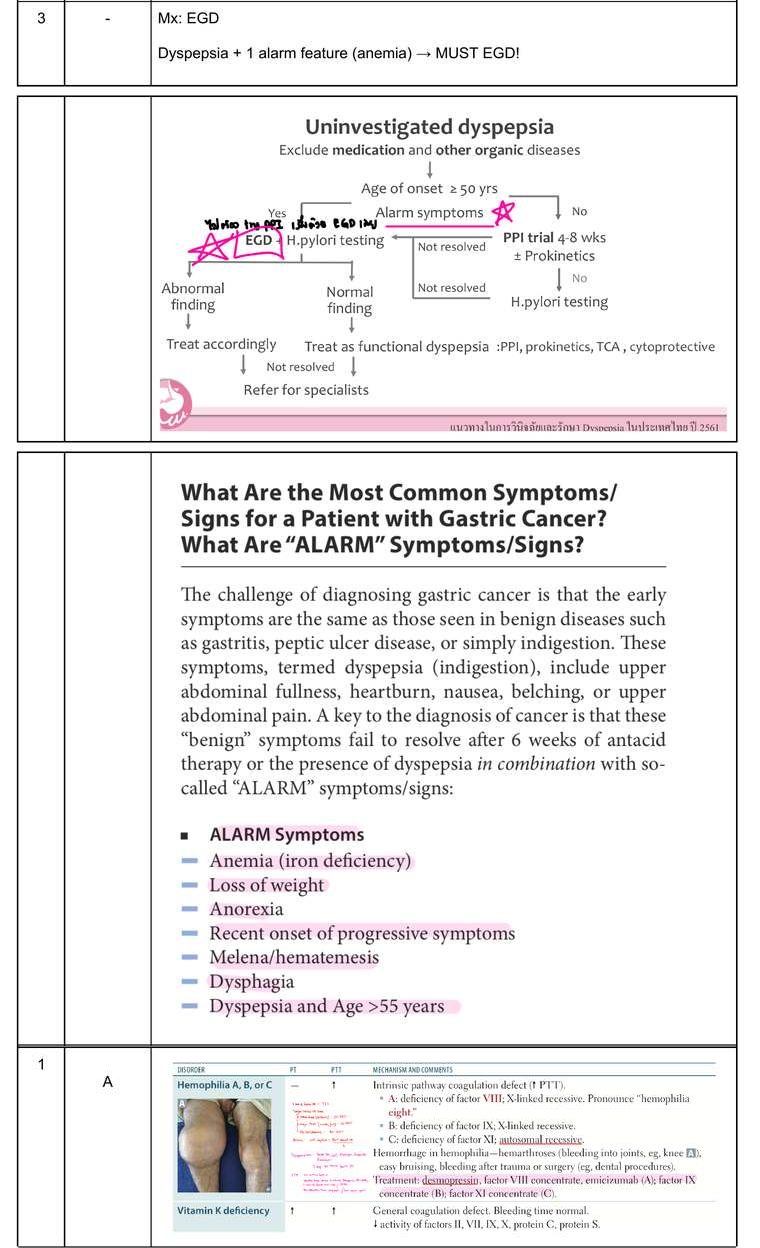 3
-
Mx: EGD
Dyspepsia + 1 alarm feature (anemia) → MUST EGD!
Uninvestigated dyspepsia
Exclude medication and other organic diseases
Age of onset ≥ 50 yrs
Yes
Alarm symptoms
No
EGD + H.pylori testing
Not resolved
PPI trial 4-8 wks
± Prokinetics
Abnormal finding
Normal finding
Not resolved
No
H.pylori testing
Treat accordingly
Treat as functional dyspepsia :PPI, prokinetics, TCA , cytoprotective
Not resolved
Refer for specialists
แนวทางในการวินิจฉัยและรักษา Dyspepsia ในประเทศไทย ปี 2561
What Are the Most Common Symptoms/
Signs for a Patient with Gastric Cancer?
What Are “ALARM” Symptoms/Signs?
The challenge of diagnosing gastric cancer is that the early
symptoms are the same as those seen in benign diseases such
as gastritis, peptic ulcer disease, or simply indigestion. These
symptoms, termed dyspepsia (indigestion), include upper
abdominal fullness, heartburn, nausea, belching, or upper
abdominal pain. A key to the diagnosis of cancer is that these
“benign” symptoms fail to resolve after 6 weeks of antacid
therapy or the presence of dyspepsia in combination with so-
called “ALARM” symptoms/signs:
■ ALARM Symptoms
— Anemia (iron deficiency)
— Loss of weight
— Anorexia
— Recent onset of progressive symptoms
— Melena/hematemesis
— Dysphagia
— Dyspepsia and Age >55 years
1
A
DISORDER PT PTT MECHANISM AND COMMENTS
Hemophilia A, B, or C — ↑ Intrinsic pathway coagulation defect (↑ PTT).
A: deficiency of factor VIII; X-linked recessive. Pronounce “hemophilia
eight.”
B: deficiency of factor IX; X-linked recessive.
C: deficiency of factor XI; autosomal recessive.
Hemorrhage in hemophilia—hemarthroses (bleeding into joints, eg, knee A),
easy bruising, bleeding after trauma or surgery (eg, dental procedures).
Treatment: desmopressin, factor VIII concentrate, emicizumab (A); factor IX
concentrate (B); factor XI concentrate (C).
Vitamin K deficiency ↑ ↑ General coagulation defect. Bleeding time normal.
↓ activity of factors II, VII, IX, X, protein C, protein S.